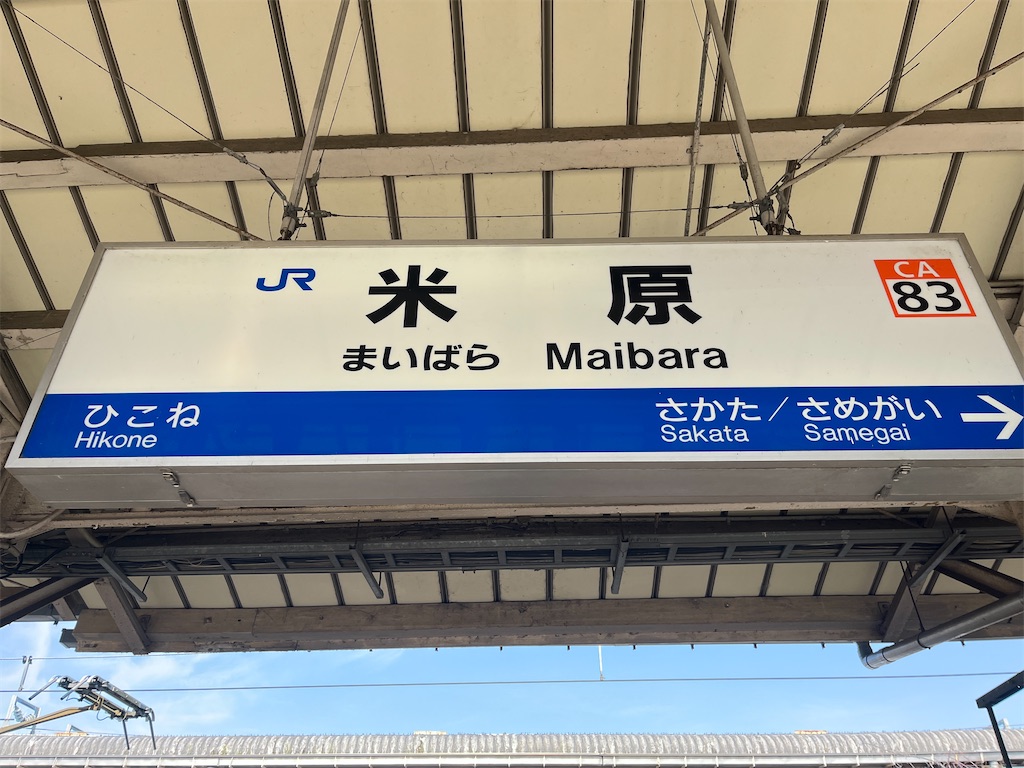 JR 米原 CA 83
まいばら Maibara
ひこね さかた／さめがい →
Hikone Sakata Samegai